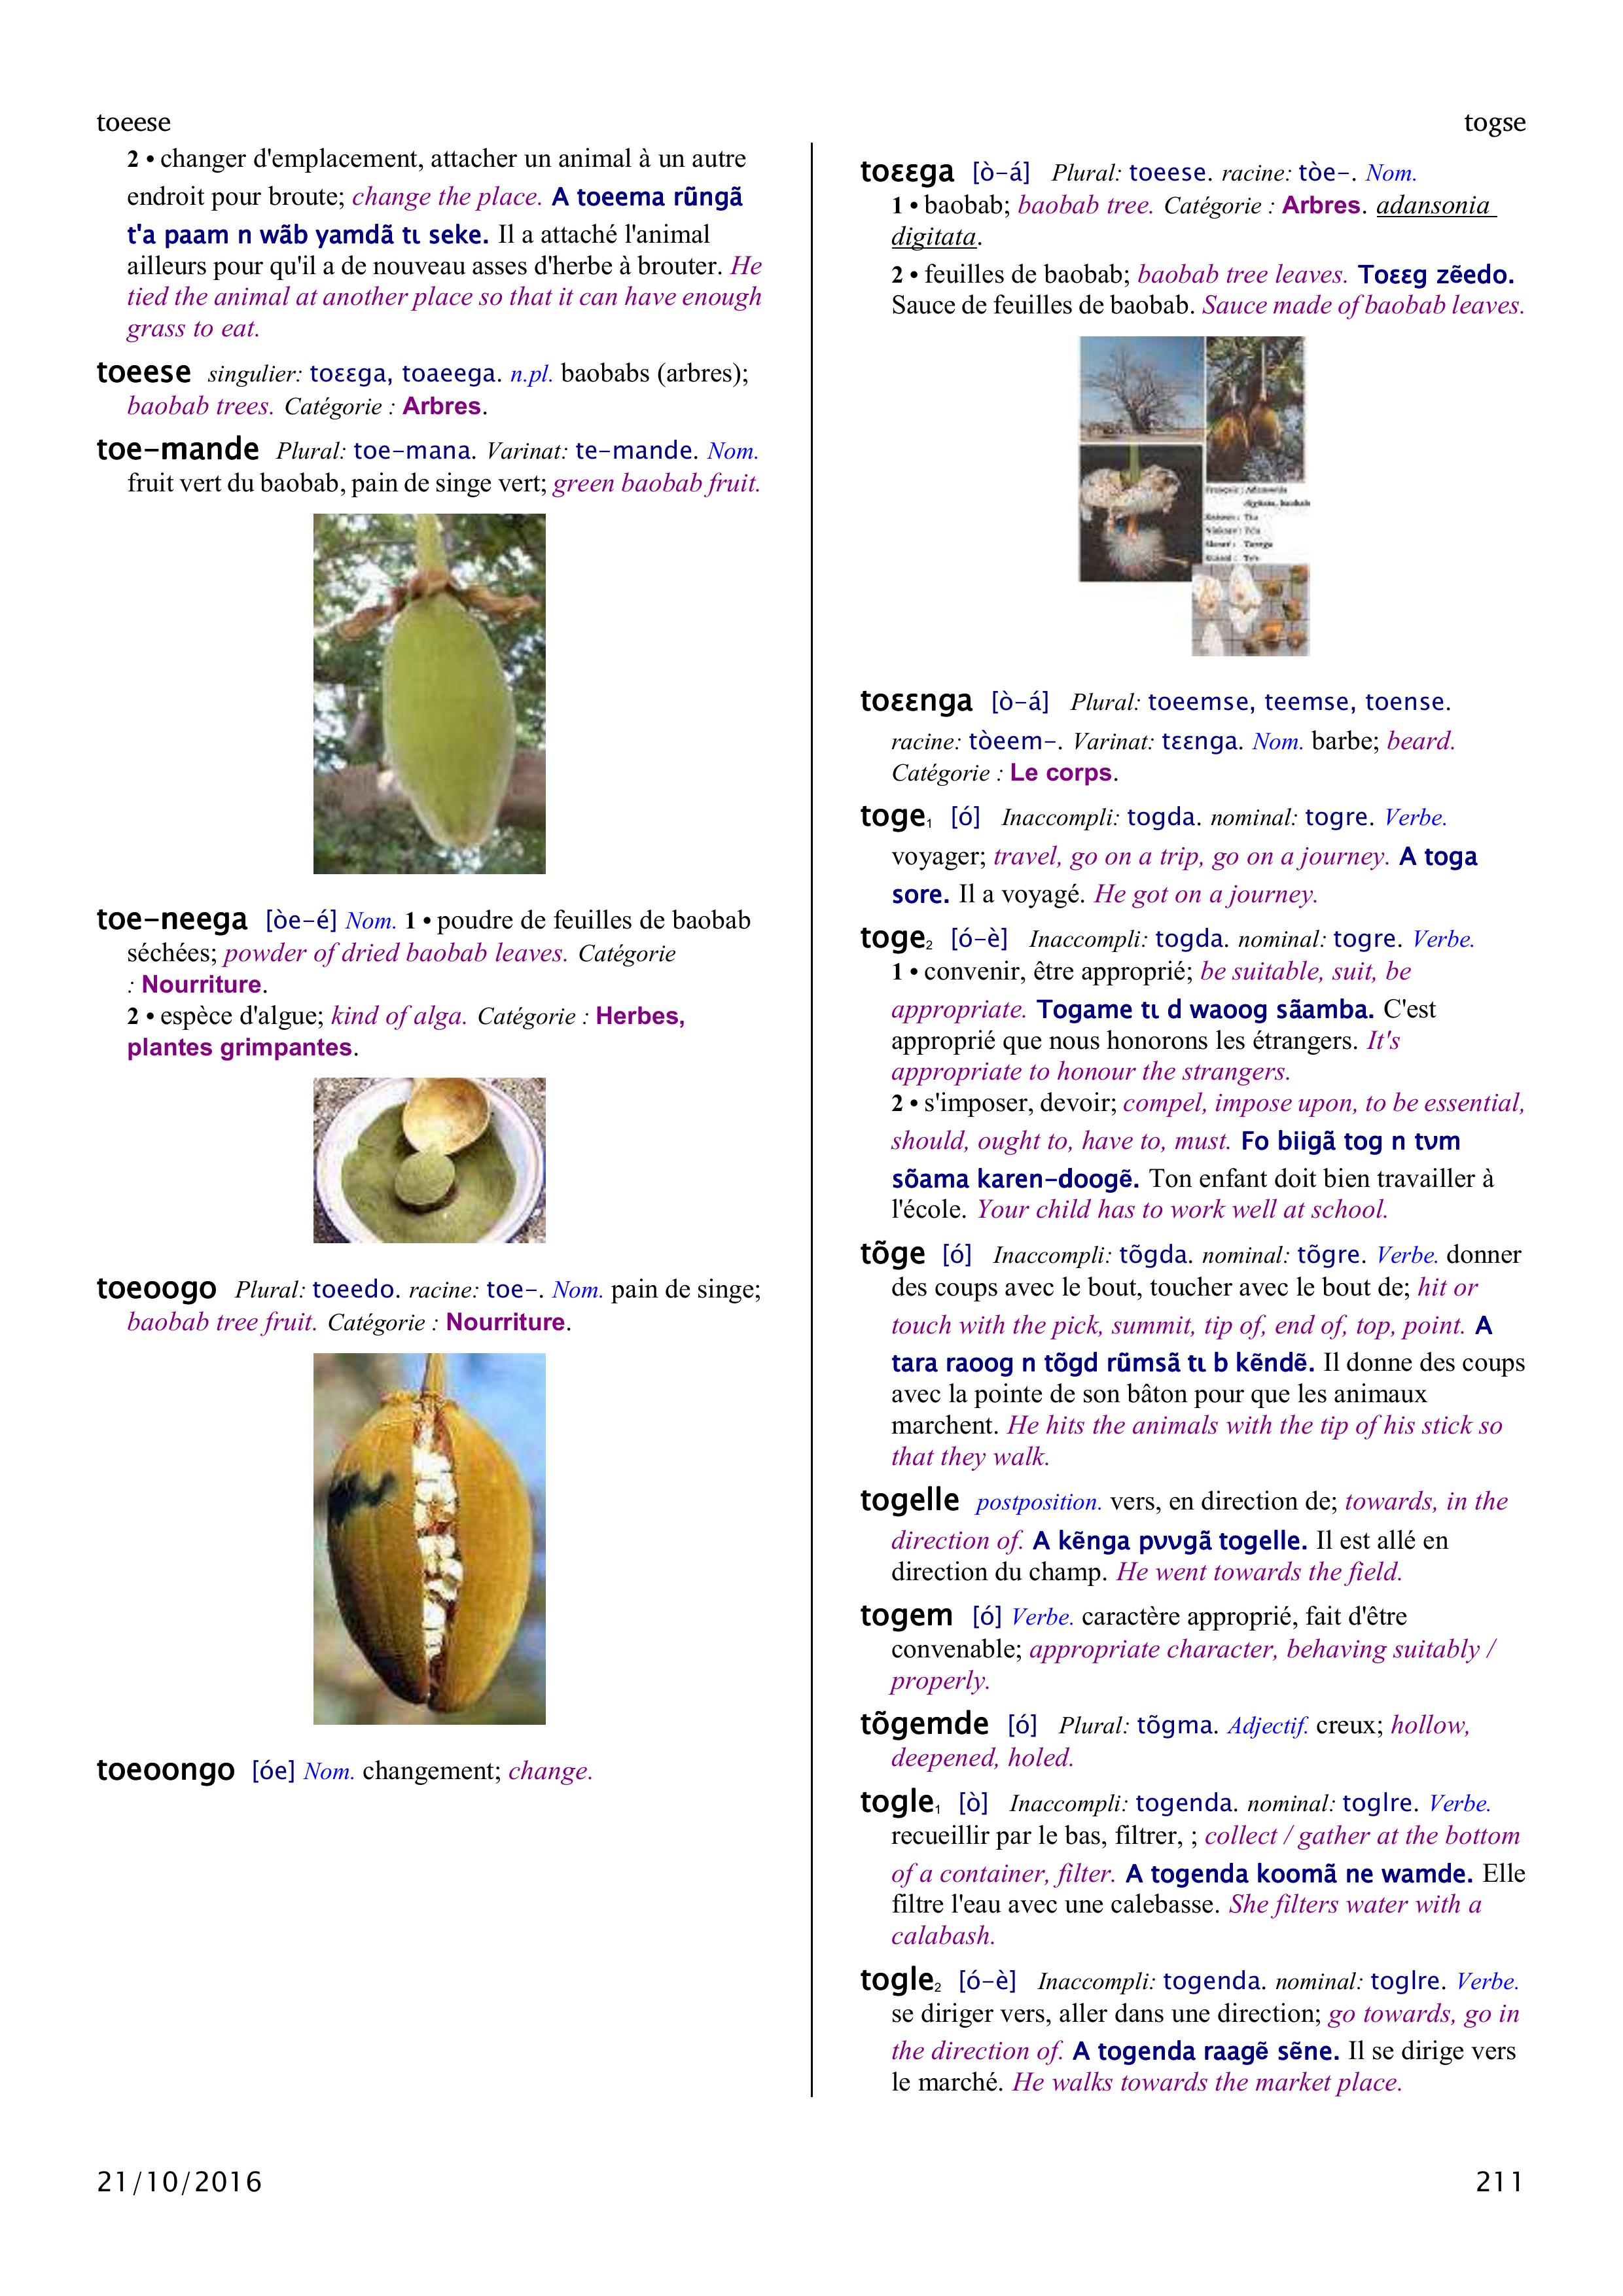 toeese
togse
2 • changer d'emplacement, attacher un animal à un autre
endroit pour broute; change the place. A toeema rũngã
t'a paam n wãb yamdã tɩ seke. Il a attaché l'animal
ailleurs pour qu'il a de nouveau asses d'herbe à brouter. He
tied the animal at another place so that it can have enough
grass to eat.
toeese singulier: toɛɛga, toaeega. n.pl. baobabs (arbres);
baobab trees. Catégorie : Arbres.
toe-mande Plural: toe-mana. Varinat: te-mande. Nom.
fruit vert du baobab, pain de singe vert; green baobab fruit.
toe-neega [òe-é] Nom. 1 • poudre de feuilles de baobab
séchées; powder of dried baobab leaves. Catégorie
: Nourriture.
2 • espèce d'algue; kind of alga. Catégorie : Herbes,
plantes grimpantes.
toeoogo Plural: toeedo. racine: toe-. Nom. pain de singe;
baobab tree fruit. Catégorie : Nourriture.
toeoongo [óe] Nom. changement; change.
toɛɛga [ò-á] Plural: toeese. racine: tòe-. Nom.
1 • baobab; baobab tree. Catégorie : Arbres. adansonia
digitata.
2 • feuilles de baobab; baobab tree leaves. Toɛɛg zẽedo.
Sauce de feuilles de baobab. Sauce made of baobab leaves.
toɛɛnga [ò-á] Plural: toeemse, teemse, toense.
racine: tòeem-. Varinat: tɛɛnga. Nom. barbe; beard.
Catégorie : Le corps.
toge1 [ó] Inaccompli: togda. nominal: togre. Verbe.
voyager; travel, go on a trip, go on a journey. A toga
sore. Il a voyagé. He got on a journey.
toge2 [ó-è] Inaccompli: togda. nominal: togre. Verbe.
1 • convenir, être approprié; be suitable, suit, be
appropriate. Togame tɩ d waoog sãamba. C'est
approprié que nous honorons les étrangers. It's
appropriate to honour the strangers.
2 • s'imposer, devoir; compel, impose upon, to be essential,
should, ought to, have to, must. Fo biigã tog n tʋm
sõama karen-doogẽ. Ton enfant doit bien travailler à
l'école. Your child has to work well at school.
tõge [ó] Inaccompli: tõgda. nominal: tõgre. Verbe. donner
des coups avec le bout, toucher avec le bout de; hit or
touch with the pick, summit, tip of, end of, top, point. A
tara raoog n tõgd rũmsã tɩ b kẽndẽ. Il donne des coups
avec la pointe de son bâton pour que les animaux
marchent. He hits the animals with the tip of his stick so
that they walk.
togelle postposition. vers, en direction de; towards, in the
direction of. A kẽnga pʋʋgã togelle. Il est allé en
direction du champ. He went towards the field.
togem [ó] Verbe. caractère approprié, fait d'être
convenable; appropriate character, behaving suitably /
properly.
tõgemde [ó] Plural: tõgma. Adjectif. creux; hollow,
deepened, holed.
togle1 [ò] Inaccompli: togenda. nominal: toglre. Verbe.
recueillir par le bas, filtrer, ; collect / gather at the bottom
of a container, filter. A togenda koomã ne wamde. Elle
filtre l'eau avec une calebasse. She filters water with a
calabash.
togle2 [ó-è] Inaccompli: togenda. nominal: toglre. Verbe.
se diriger vers, aller dans une direction; go towards, go in
the direction of. A togenda raagẽ sẽne. Il se dirige vers
le marché. He walks towards the market place.
21/10/2016
211